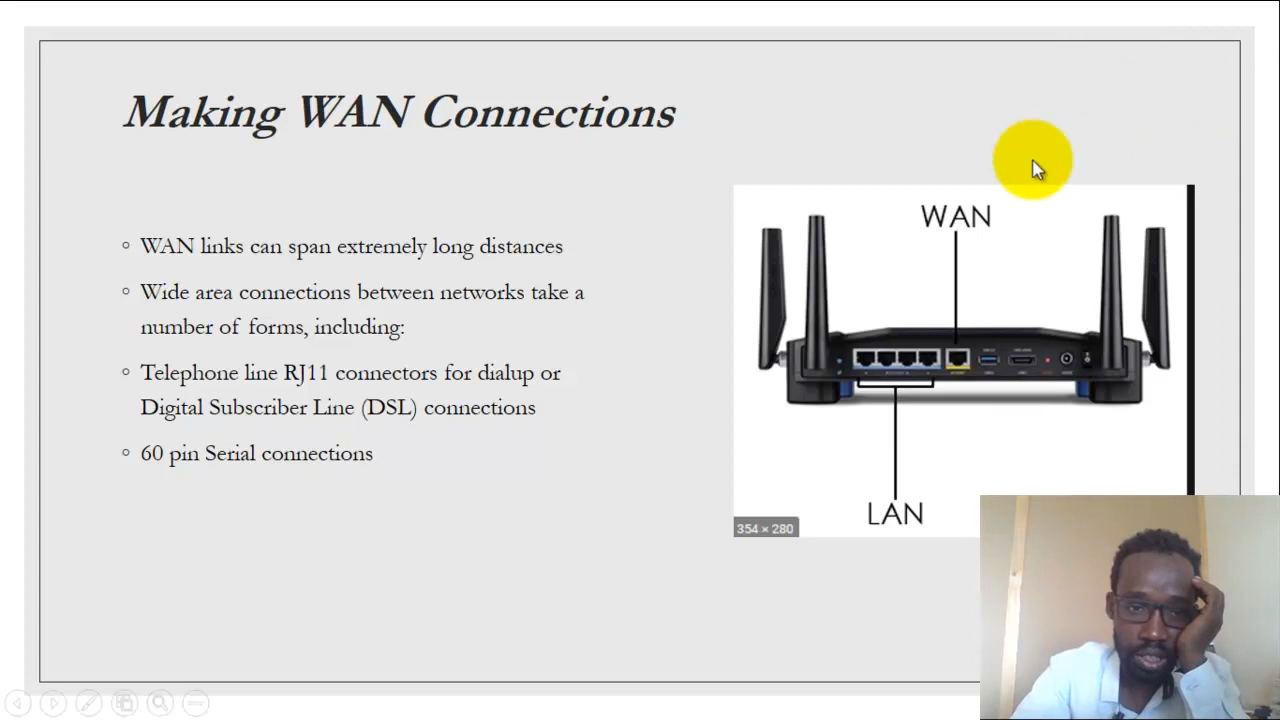 Making WAN Connections
WAN links can span extremely long distances
Wide area connections between networks take a
number of forms, including:
Telephone line RJ11 connectors for dialup or
Digital Subscriber Line (DSL) connections
60 pin Serial connections
WAN
LAN
354 × 280